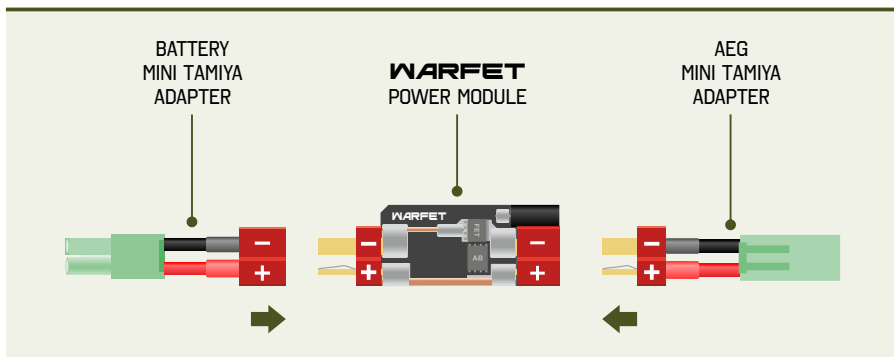 BATTERY
MINI TAMIYA
ADAPTER
WARFET
POWER MODULE
AEG
MINI TAMIYA
ADAPTER
WARFET
FET
AB
− − − −
+ + +